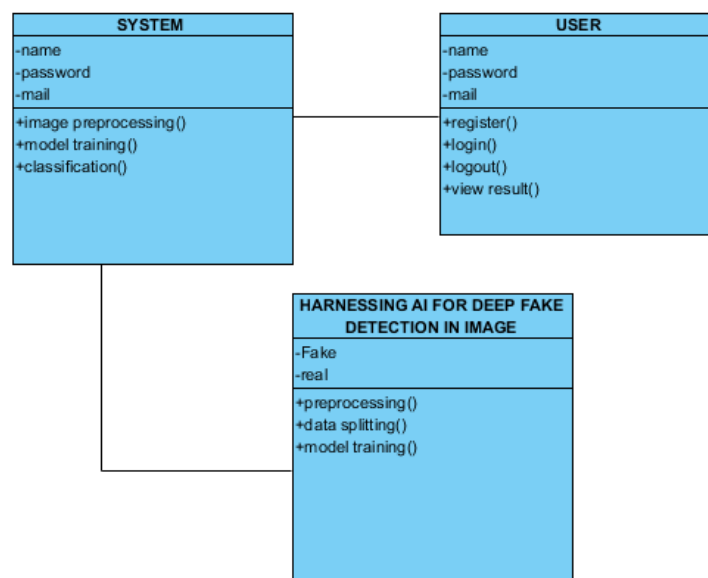 SYSTEM
-name
-password
-mail
+image preprocessing()
+model training()
+classification()
USER
-name
-password
-mail
+register()
+login()
+logout()
+view result()
HARNESSING AI FOR DEEP FAKE
DETECTION IN IMAGE
-Fake
-real
+preprocessing()
+data splitting()
+model training()